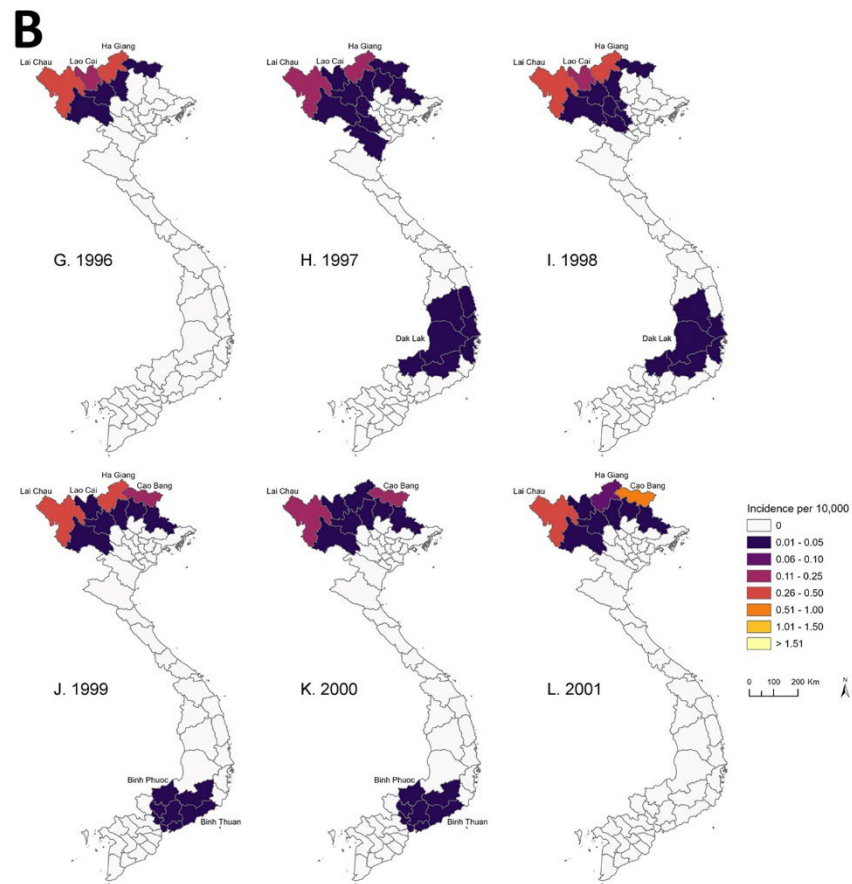 B
Ha Giang
Lai Chau
Lao Cai
G. 1996
Ha Giang
Lai Chau
Lao Cai
Dak Lak
H. 1997
Ha Giang
Lai Chau
Lao Cai
Dak Lak
I. 1998
Ha Giang
Lai Chau
Lao Cai
Cao Bang
J. 1999
Binh Phuoc
Binh Thuan
Lai Chau
Cao Bang
K. 2000
Binh Phuoc
Binh Thuan
Ha Giang
Lai Chau
Cao Bang
L. 2001
Incidence per 10,000
0
0.01 - 0.05
0.06 - 0.10
0.11 - 0.25
0.26 - 0.50
0.51 - 1.00
1.01 - 1.50
> 1.51
0 100 200 Km
N